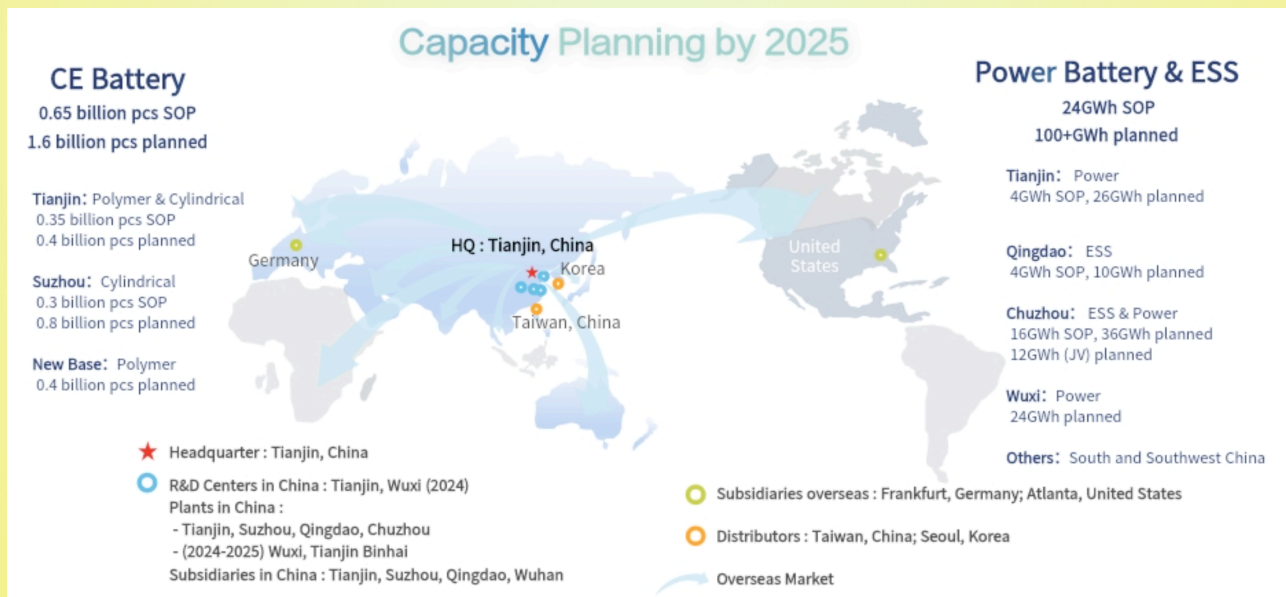 Capacity Planning by 2025
CE Battery
0.65 billion pcs SOP
1.6 billion pcs planned
Tianjin: Polymer & Cylindrical
0.35 billion pcs SOP
0.4 billion pcs planned
Suzhou: Cylindrical
0.3 billion pcs SOP
0.8 billion pcs planned
New Base: Polymer
0.4 billion pcs planned
Germany
HQ : Tianjin, China
Korea
Taiwan, China
United
States
Power Battery & ESS
24GWh SOP
100+GWh planned
Tianjin: Power
4GWh SOP, 26GWh planned
Qingdao: ESS
4GWh SOP, 10GWh planned
Chuzhou: ESS & Power
16GWh SOP, 36GWh planned
12GWh (JV) planned
Wuxi: Power
24GWh planned
Others: South and Southwest China
Headquarter : Tianjin, China
R&D Centers in China : Tianjin, Wuxi (2024)
Plants in China :
- Tianjin, Suzhou, Qingdao, Chuzhou
- (2024-2025) Wuxi, Tianjin Binhai
Subsidiaries in China : Tianjin, Suzhou, Qingdao, Wuhan
Subsidiaries overseas : Frankfurt, Germany; Atlanta, United States
Distributors : Taiwan, China; Seoul, Korea
Overseas Market